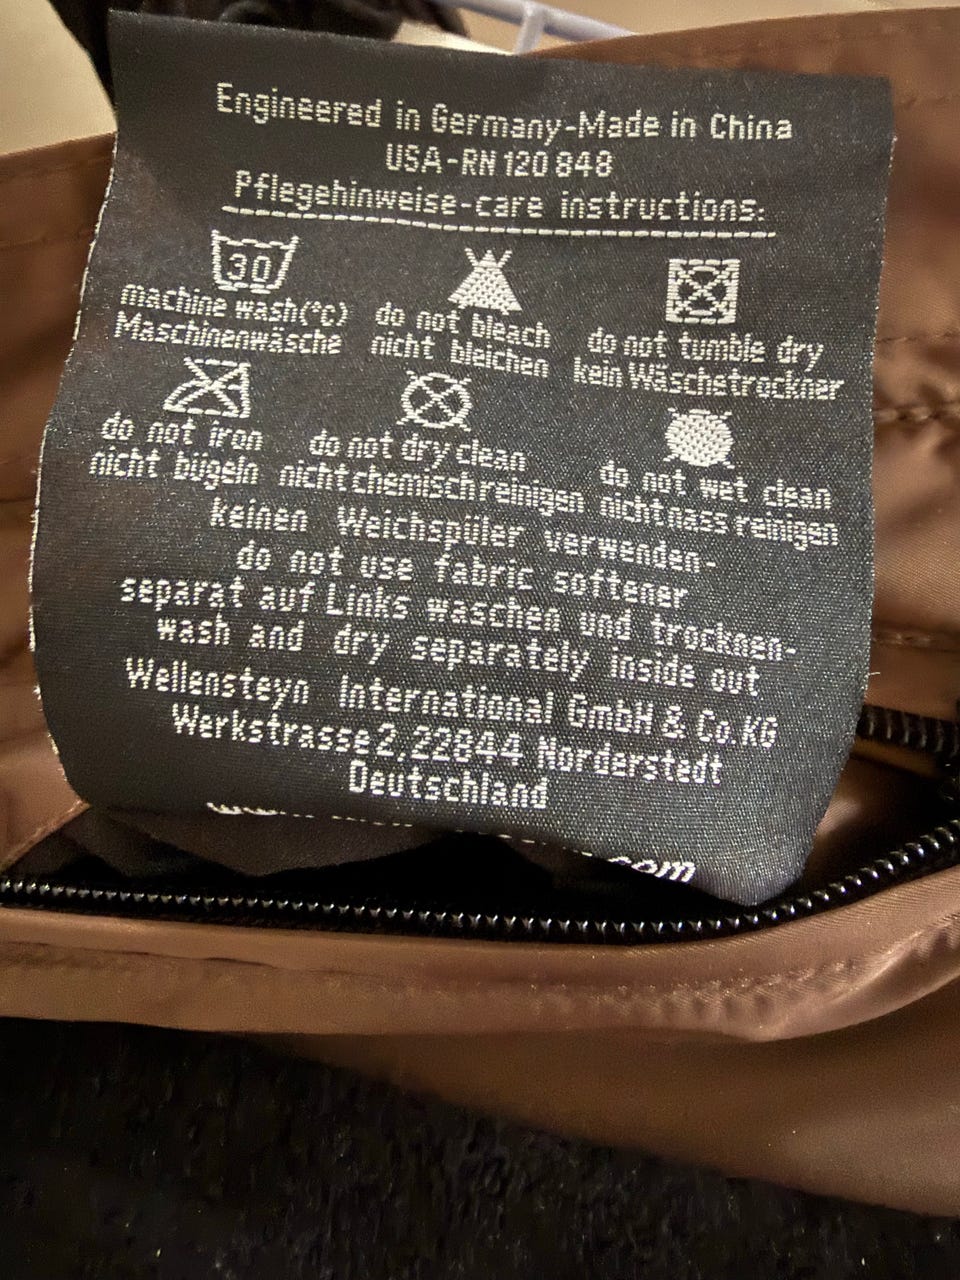 Engineered in Germany-Made in China
USA-RN 120 848
Pflegehinweise-care instructions:
30
machine wash(°C)
Maschinenwäsche
do not bleach
nicht bleichen
do not tumble dry
kein Wäschetrockner
do not iron
nicht bügeln
do not dry clean
nicht chemisch reinigen
do not wet clean
nicht nass reinigen
keinen Weichspüler verwenden-
do not use fabric softener
separat auf Links waschen und trocknen-
wash and dry separately inside out
Wellensteyn International GmbH & Co.KG
Werkstrasse 2, 22844 Norderstedt
Deutschland